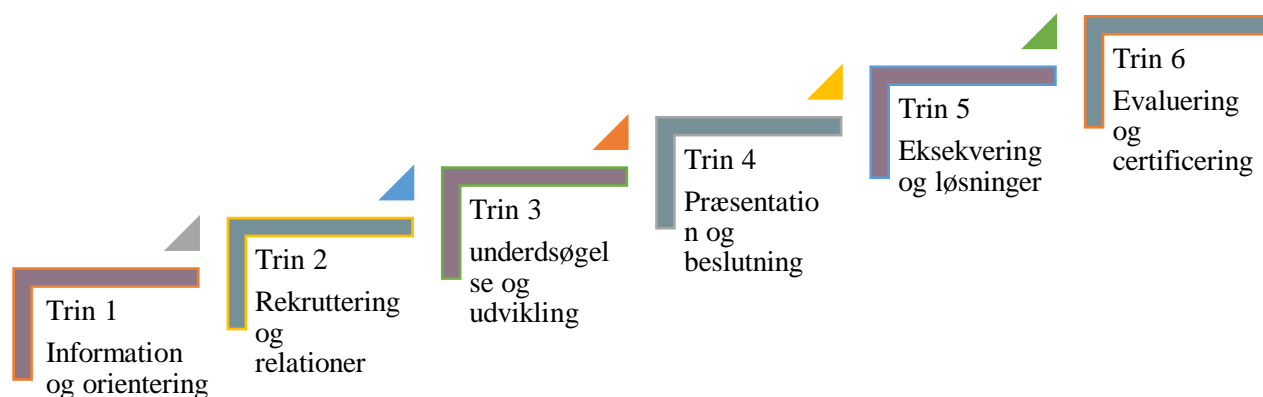 Trin 1
Information
og orientering
Trin 2
Rekruttering
og
relationer
Trin 3
underdsøgel
se og
udvikling
Trin 4
Præsentatio
n og
beslutning
Trin 5
Eksekvering
og løsninger
Trin 6
Evaluering
og
certificering